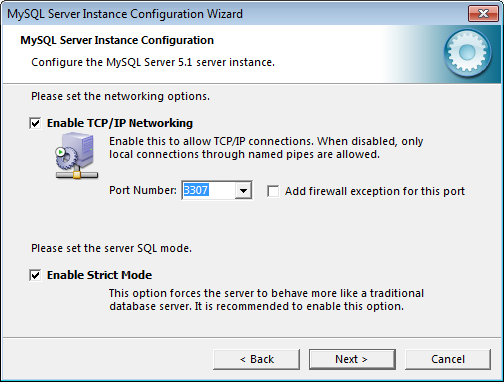 MySQL Server Instance Configuration Wizard
MySQL Server Instance Configuration
Configure the MySQL Server 5.1 server instance.
Please set the networking options.
Enable TCP/IP Networking
Enable this to allow TCP/IP connections. When disabled, only
local connections through named pipes are allowed.
Port Number: 3307 Add firewall exception for this port
Please set the server SQL mode.
Enable Strict Mode
This option forces the server to behave more like a traditional
database server. It is recommended to enable this option.
< Back Next > Cancel